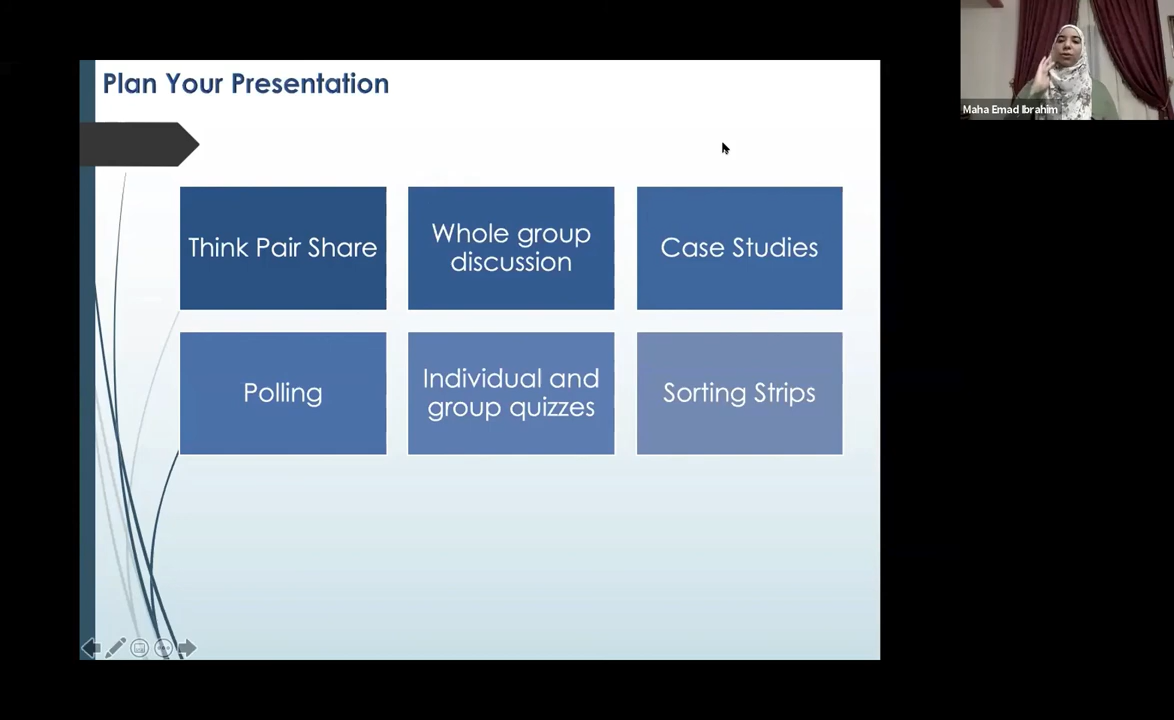 Plan Your Presentation
Maha Emad Ibrahim
Think Pair Share
Whole group
discussion
Case Studies
Polling
Individual and
group quizzes
Sorting Strips